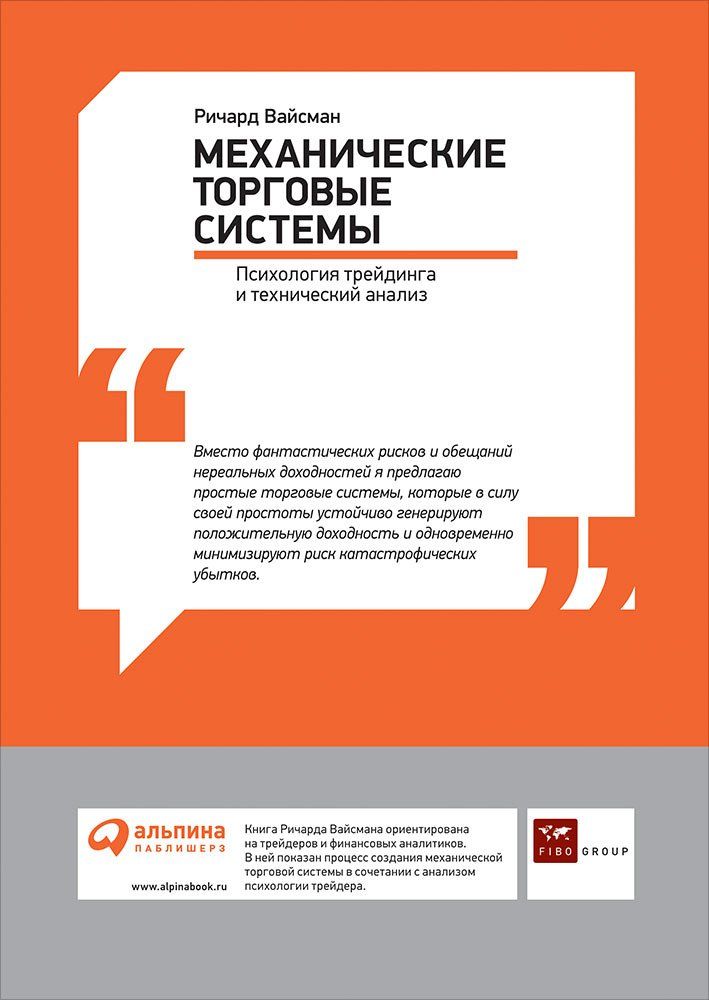 Ричард Вайсман
МЕХАНИЧЕСКИЕ
ТОРГОВЫЕ
СИСТЕМЫ
Психология трейдинга
и технический анализ
Вместо фантастических рисков и обещаний
нереальных доходностей я предлагаю
простые торговые системы, которые в силу
своей простоты устойчиво генерируют
положительную доходность и одновременно
минимизируют риск катастрофических
убытков.
альпина
ПАБЛИШЕРЗ
www.alpinabook.ru
Книга Ричарда Вайсмана ориентирована
на трейдеров и финансовых аналитиков.
В ней показан процесс создания механической
торговой системы в сочетании с анализом
психологии трейдера.
FIBO GROUP